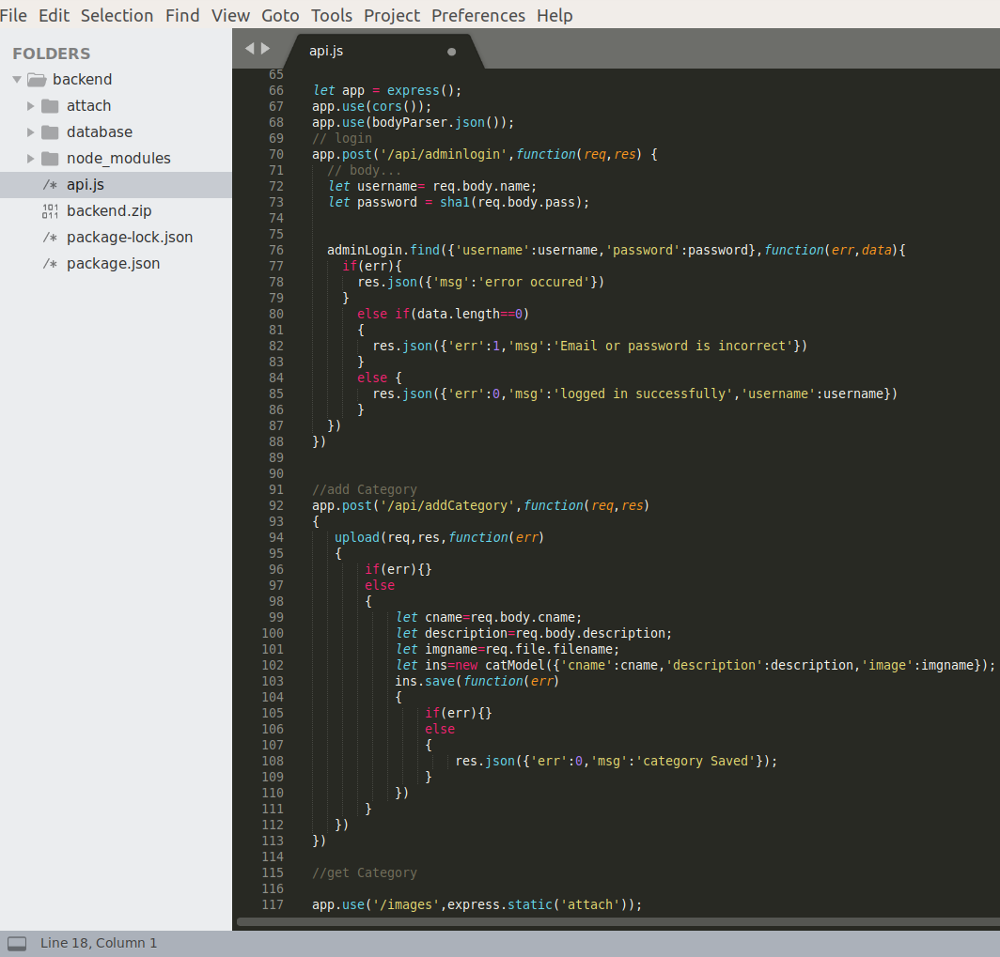 File Edit Selection Find View Goto Tools Project Preferences Help
FOLDERS
backend
attach
database
node_modules
/* api.js
backend.zip
/* package-lock.json
/* package.json
api.js
65
66 let app = express();
67 app.use(cors());
68 app.use(bodyParser.json());
69 // login
70 app.post('/api/adminlogin',function(req,res) {
71 // body...
72 let username= req.body.name;
73 let password = sha1(req.body.pass);
74
75
76 adminLogin.find({'username':username,'password':password},function(err,data){
77 if(err){
78 res.json({'msg':'error occured'})
79 }
80 else if(data.length==0)
81 {
82 res.json({'err':1,'msg':'Email or password is incorrect'})
83 }
84 else {
85 res.json({'err':0,'msg':'logged in successfully','username':username})
86 }
87 })
88 })
89
90
91 //add Category
92 app.post('/api/addCategory',function(req,res)
93 {
94 upload(req,res,function(err)
95 {
96 if(err){}
97 else
98 {
99 let cname=req.body.cname;
100 let description=req.body.description;
101 let imgname=req.file.filename;
102 let ins=new catModel({'cname':cname,'description':description,'image':imgname});
103 ins.save(function(err)
104 {
105 if(err){}
106 else
107 {
108 res.json({'err':0,'msg':'category Saved'});
109 }
110 })
111 }
112 })
113 })
114
115 //get Category
116
117 app.use('/images',express.static('attach'));
Line 18, Column 1